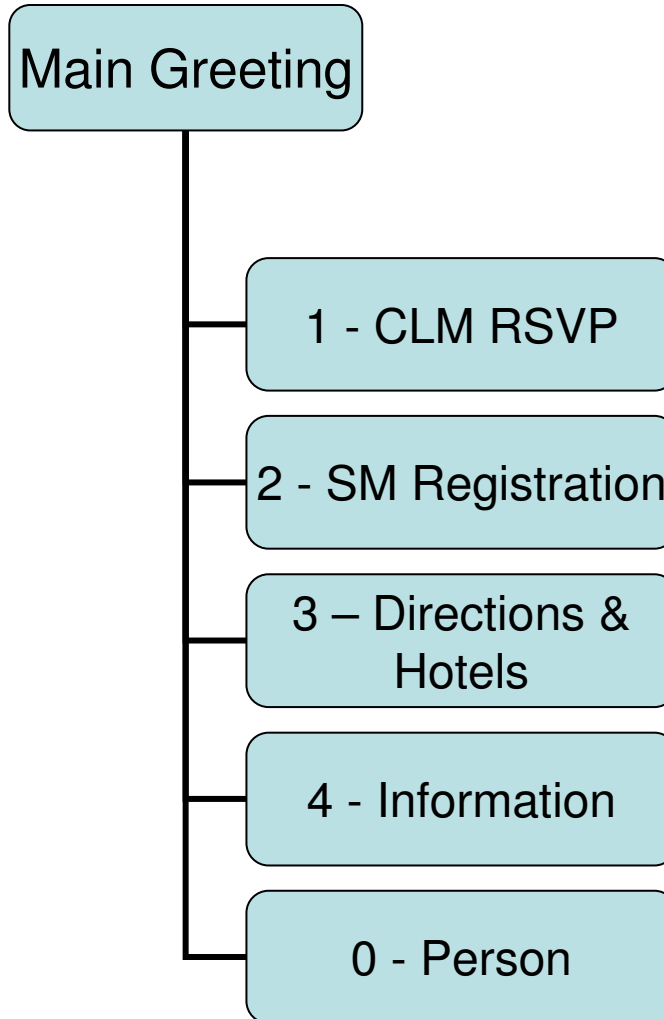 Main Greeting
1 - CLM RSVP
2 - SM Registration
3 – Directions &
Hotels
4 - Information
0 - Person